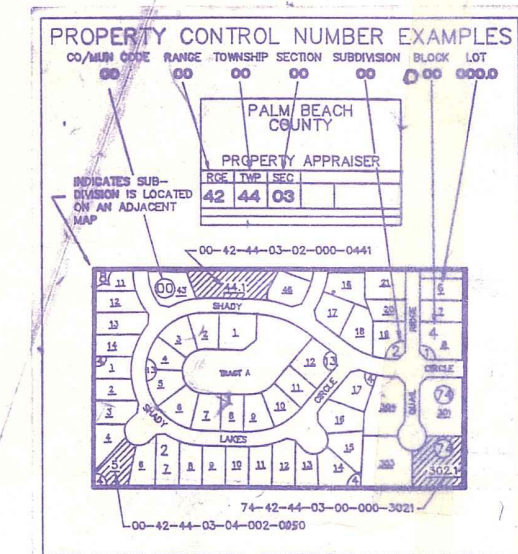 PROPERTY CONTROL NUMBER EXAMPLES
CO/MUN CODE RANGE TOWNSHIP SECTION SUBDIVISION BLOCK LOT
00 00 00 00 00 000 000.0
PALM BEACH
COUNTY
PROPERTY APPRAISER
RGE TWP SEC
42 44 03
INDICATES SUB-
DIVISION IS LOCATED
ON AN ADJACENT
MAP
00-42-44-03-02-000-0441
8 11 00 43 44.1 46 16 21 6
12 SHADY 17 20 RIDGE 7
13 3 2 1 18 19 4 8
14 4 12 13 2 1
1 13 5 TRACT A 11 CIRCLE
2 6 10 CIRCLE 17 74
3 SHADY 7 8 9 16 301 QUAIL 301
4 LAKES 15 74
5 6 2 7 8 9 10 11 12 13 14 4 303 302.1
74-42-44-03-00-000-3021
00-42-44-03-04-002-0050